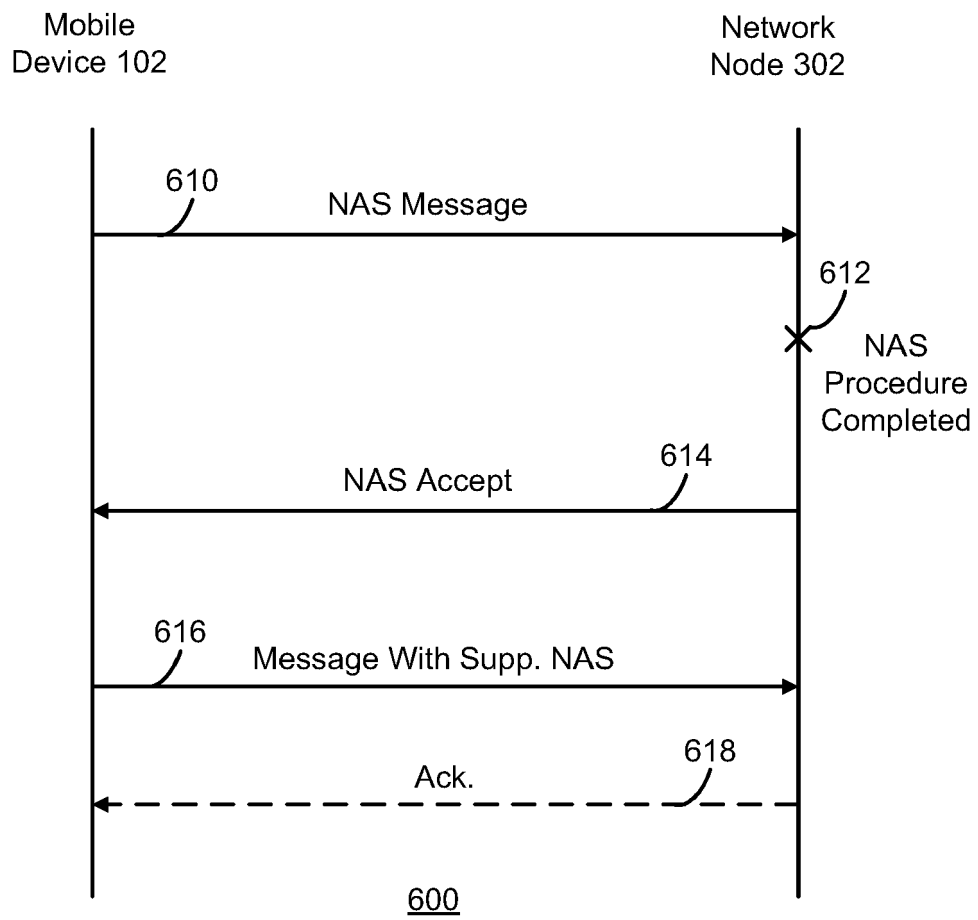 Mobile
Device 102
Network
Node 302
610
NAS Message
612
NAS
Procedure
Completed
614
NAS Accept
616
Message With Supp. NAS
618
Ack.
600